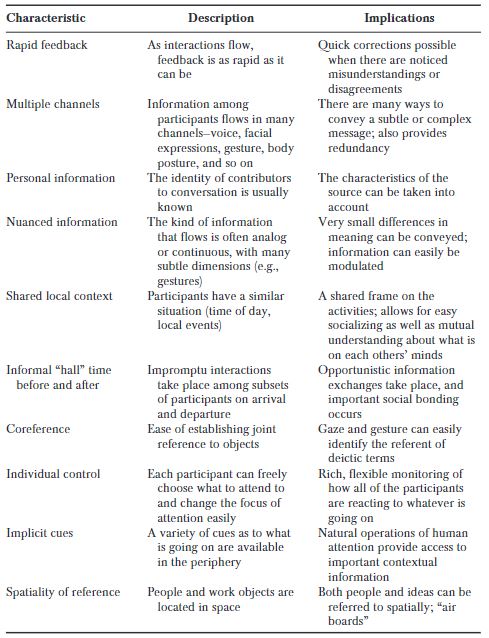 Characteristic Description Implications
Rapid feedback As interactions flow, Quick corrections possible
feedback is as rapid as it when there are noticed
can be misunderstandings or
disagreements
Multiple channels Information among There are many ways to
participants flows in many convey a subtle or complex
channels–voice, facial message; also provides
expressions, gesture, body redundancy
posture, and so on
Personal information The identity of contributors The characteristics of the
to conversation is usually source can be taken into
known account
Nuanced information The kind of information Very small differences in
that flows is often analog meaning can be conveyed;
or continuous, with many information can easily be
subtle dimensions (e.g., modulated
gestures)
Shared local context Participants have a similar A shared frame on the
situation (time of day, activities; allows for easy
local events) socializing as well as mutual
understanding about what is
on each others’ minds
Informal “hall” time Impromptu interactions Opportunistic information
before and after take place among subsets exchanges take place, and
of participants on arrival important social bonding
and departure occurs
Coreference Ease of establishing joint Gaze and gesture can easily
reference to objects identify the referent of
deictic terms
Individual control Each participant can freely Rich, flexible monitoring of
choose what to attend to how all of the participants
and change the focus of are reacting to whatever is
attention easily going on
Implicit cues A variety of cues as to what Natural operations of human
is going on are available attention provide access to
in the periphery important contextual
information
Spatiality of reference People and work objects are Both people and ideas can be
located in space referred to spatially; “air
boards”